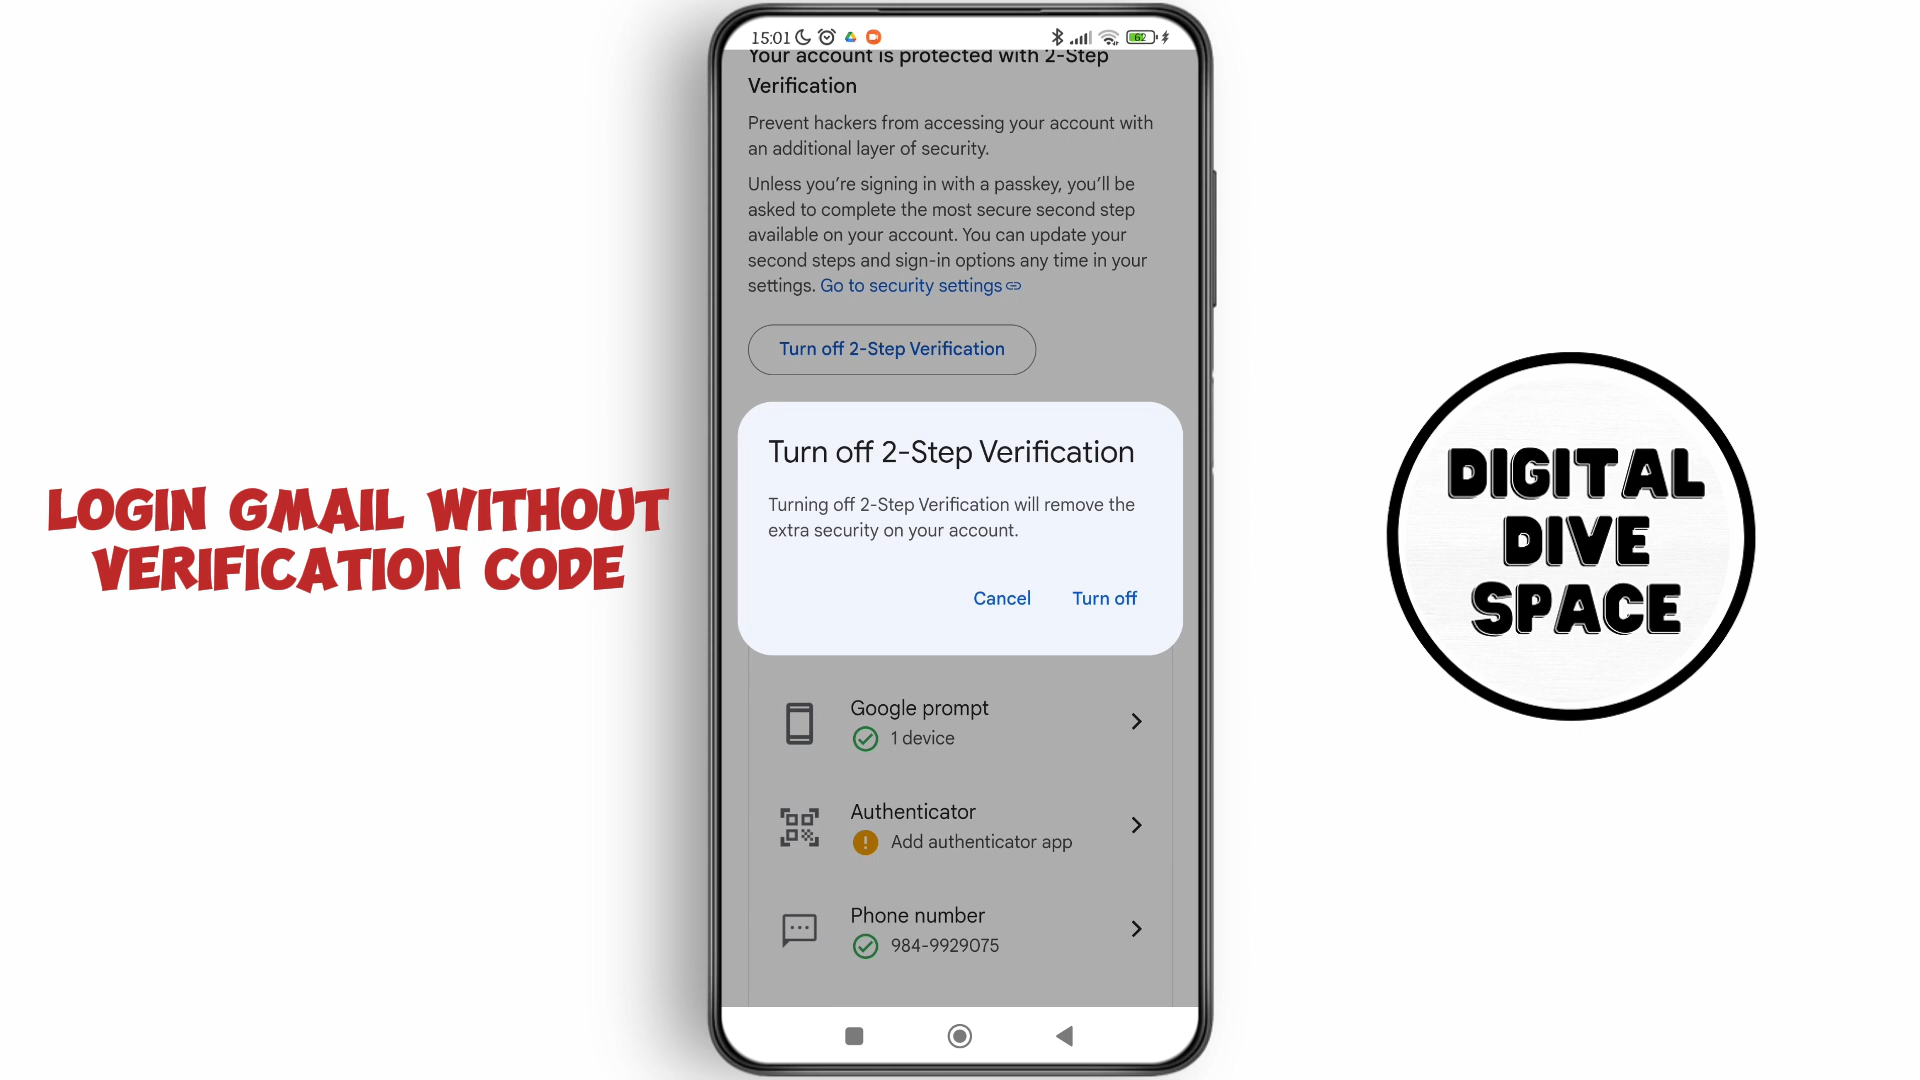 15:01
62
Your account is protected with 2-Step
Verification
Prevent hackers from accessing your account with
an additional layer of security.
Unless you’re signing in with a passkey, you’ll be
asked to complete the most secure second step
available on your account. You can update your
second steps and sign-in options any time in your
settings. Go to security settings
Turn off 2-Step Verification
Turn off 2-Step Verification
Turning off 2-Step Verification will remove the
extra security on your account.
Cancel Turn off
Google prompt
1 device
Authenticator
Add authenticator app
Phone number
984-9929075
LOGIN GMAIL WITHOUT
VERIFICATION CODE
DIGITAL
DIVE
SPACE